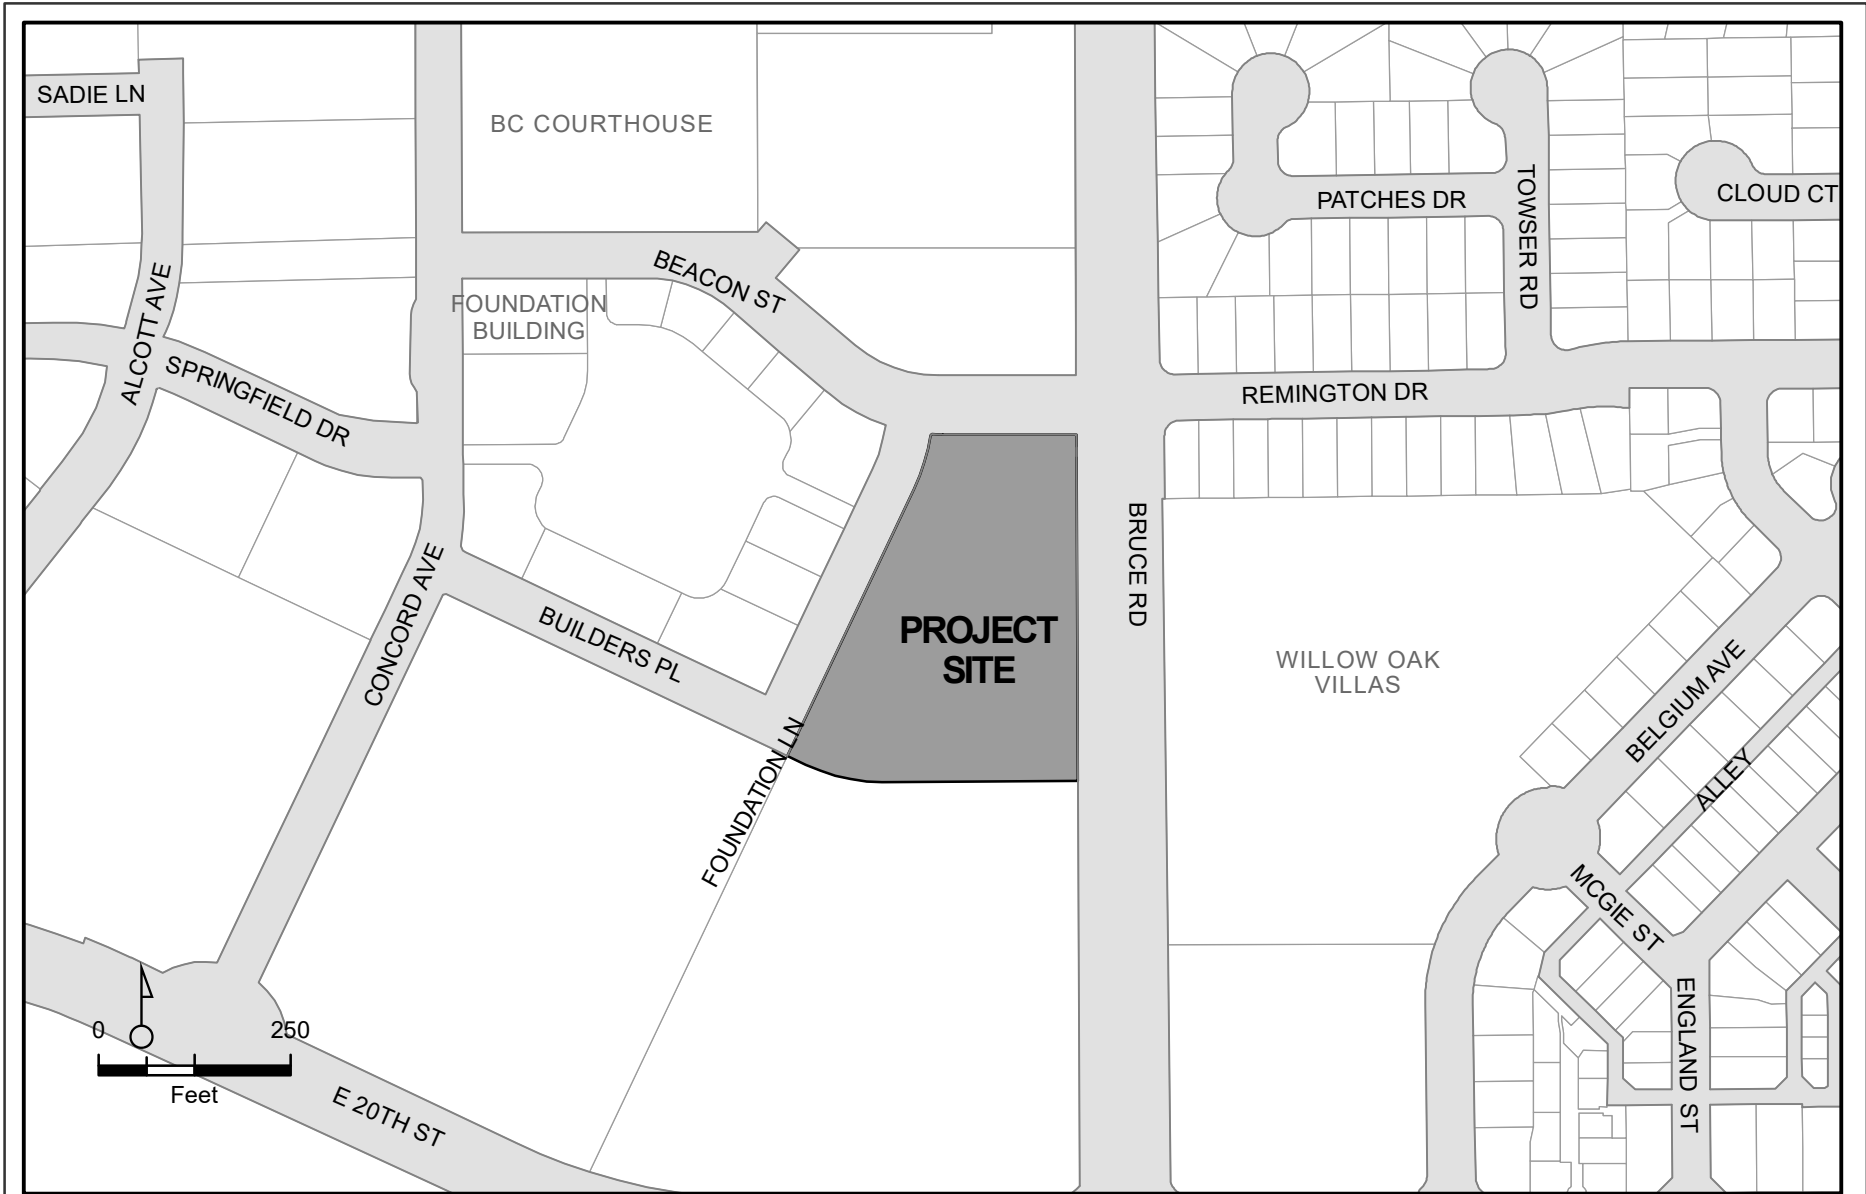 SADIE LN
BC COURTHOUSE
PATCHES DR
TOWSER RD
CLOUD CT
BEACON ST
ALCOTT AVE
FOUNDATION
BUILDING
SPRINGFIELD DR
REMINGTON DR
BRUCE RD
CONCORD AVE
BUILDERS PL
PROJECT
SITE
WILLOW OAK
VILLAS
BELGIUM AVE
ALLEY
FOUNDATION LN
MCGIE ST
ENGLAND ST
0 250
Feet
E 20TH ST